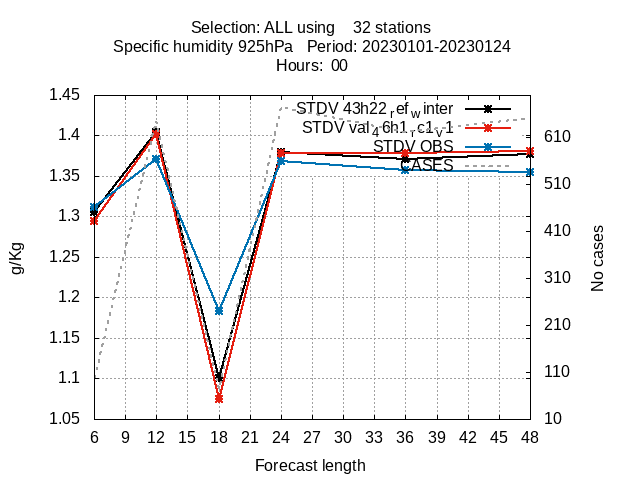 Selection: ALL using    32 stations
Specific humidity 925hPa   Period: 20230101-20230124
Hours:  00
1.45
1.4
1.35
1.3
1.25
1.2
1.15
1.1
1.05
g/Kg
STDV 43h22_ref_winter
STDV val_46h1_rc1_v1
STDV OBS
CASES
610
510
410
310
210
110
10
No cases
6 9 12 15 18 21 24 27 30 33 36 39 42 45 48
Forecast length